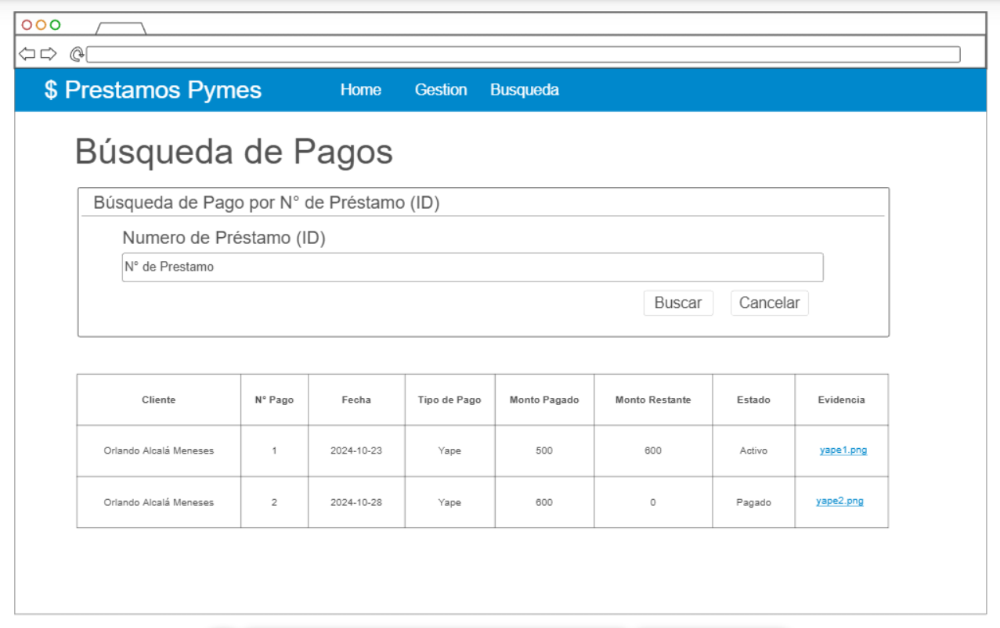 $ Prestamos Pymes Home Gestion Busqueda
Búsqueda de Pagos
Búsqueda de Pago por N° de Préstamo (ID)
Numero de Préstamo (ID)
N° de Prestamo
Buscar Cancelar
Cliente N° Pago Fecha Tipo de Pago Monto Pagado Monto Restante Estado Evidencia
Orlando Alcalá Meneses 1 2024-10-23 Yape 500 600 Activo yape1.png
Orlando Alcalá Meneses 2 2024-10-28 Yape 600 0 Pagado yape2.png